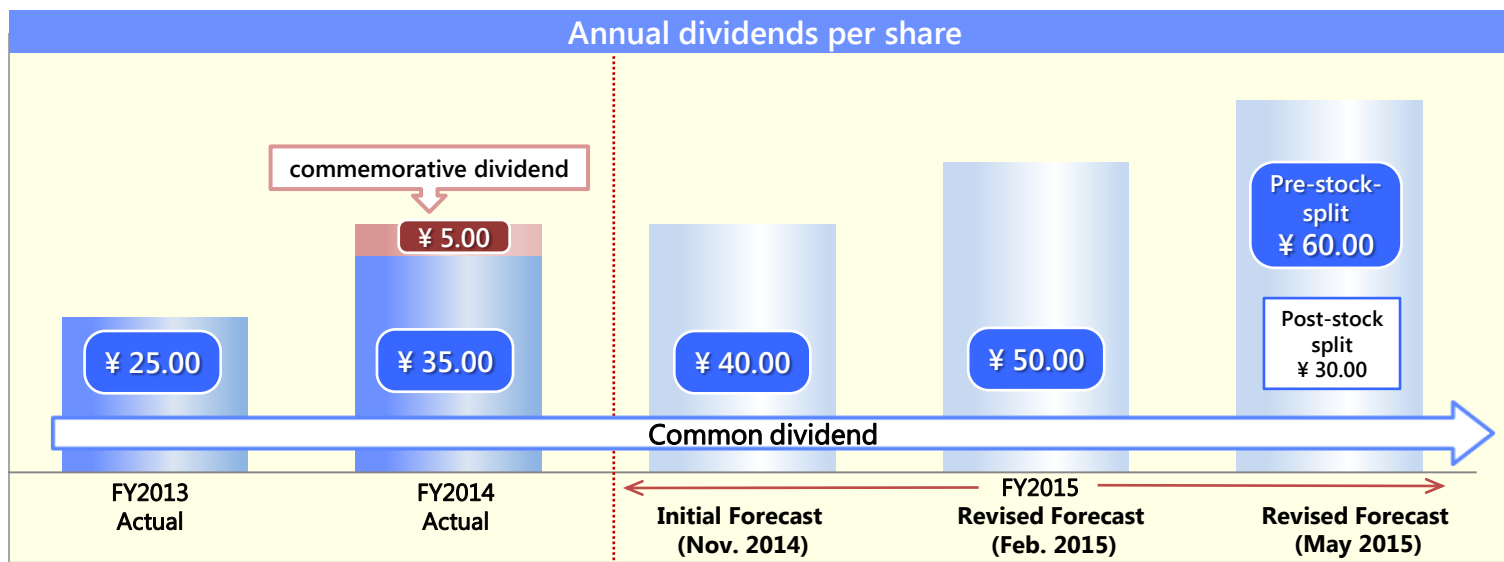 Annual dividends per share
commemorative dividend
¥ 5.00
¥ 25.00
¥ 35.00
¥ 40.00
¥ 50.00
Pre-stock-
split
¥ 60.00
Post-stock
split
¥ 30.00
Common dividend
FY2013
Actual
FY2014
Actual
FY2015
Initial Forecast
(Nov. 2014)
Revised Forecast
(Feb. 2015)
Revised Forecast
(May 2015)